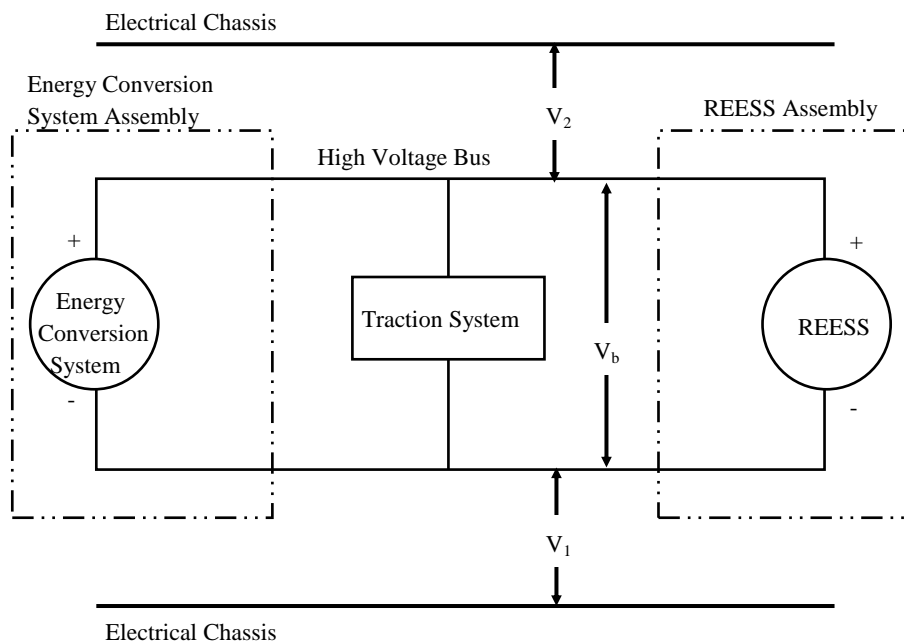 Electrical Chassis
Energy Conversion
System Assembly
V2
REESS Assembly
High Voltage Bus
+
+
Energy
Conversion
System
Traction System
REESS
Vb
-
-
V1
Electrical Chassis